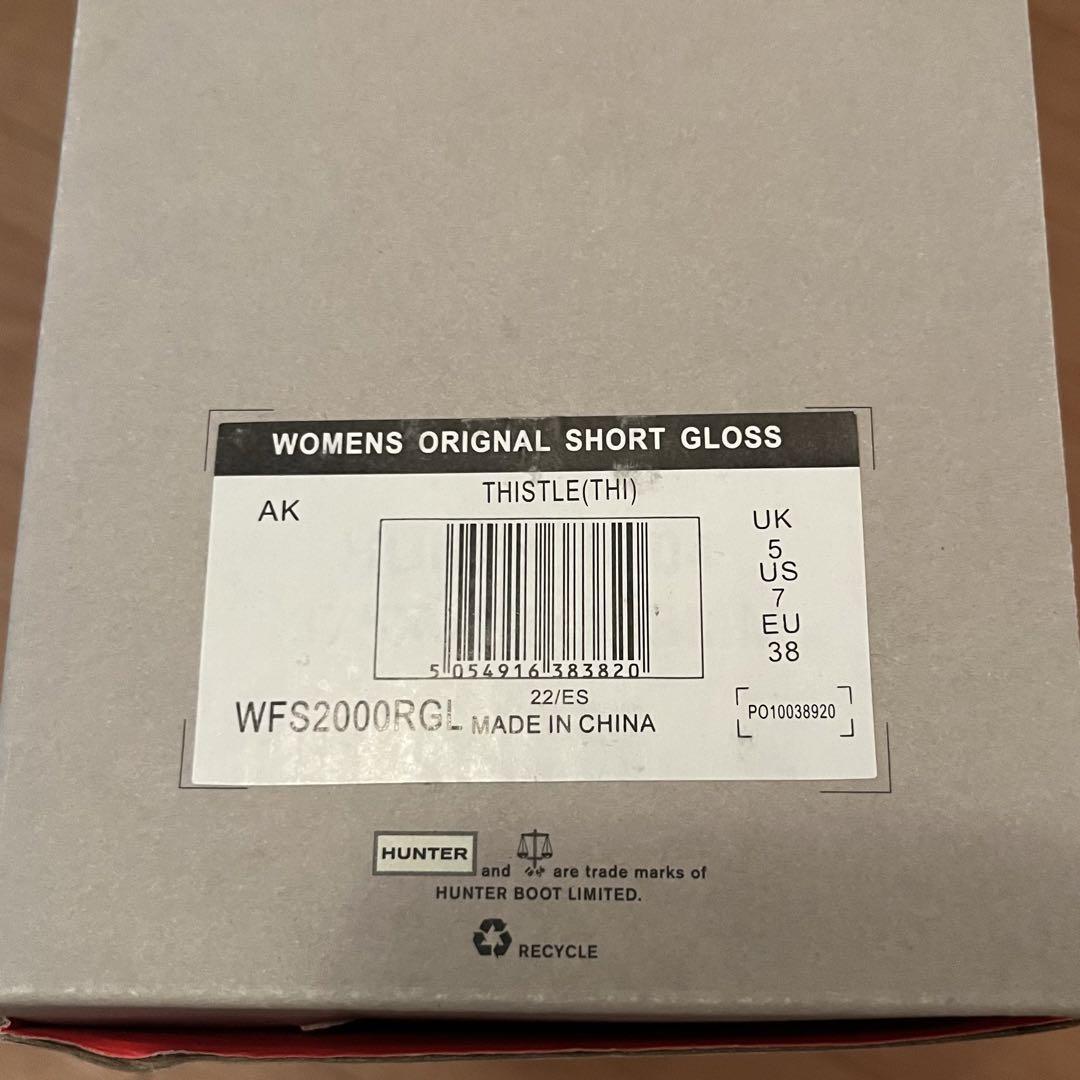 WOMENS ORIGNAL SHORT GLOSS
THISTLE(THI)
AK
UK
5
US
7
EU
38
5 054916 383820
22/ES
WFS2000RGL MADE IN CHINA
PO10038920
HUNTER and are trade marks of
HUNTER BOOT LIMITED.
RECYCLE